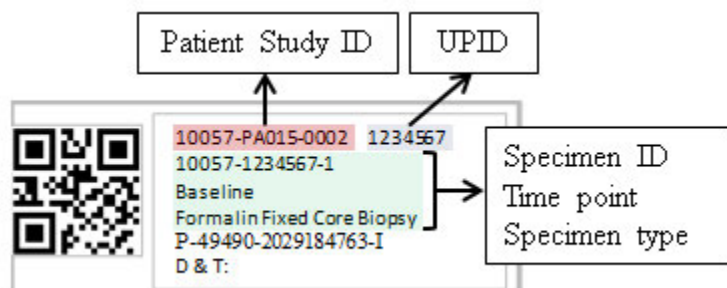 Patient Study ID
UPID
10057-PA015-0002 1234567
10057-1234567-1
Baseline
Formalin Fixed Core Biopsy
P-49490-2029184763-I
D & T:
Specimen ID
Time point
Specimen type